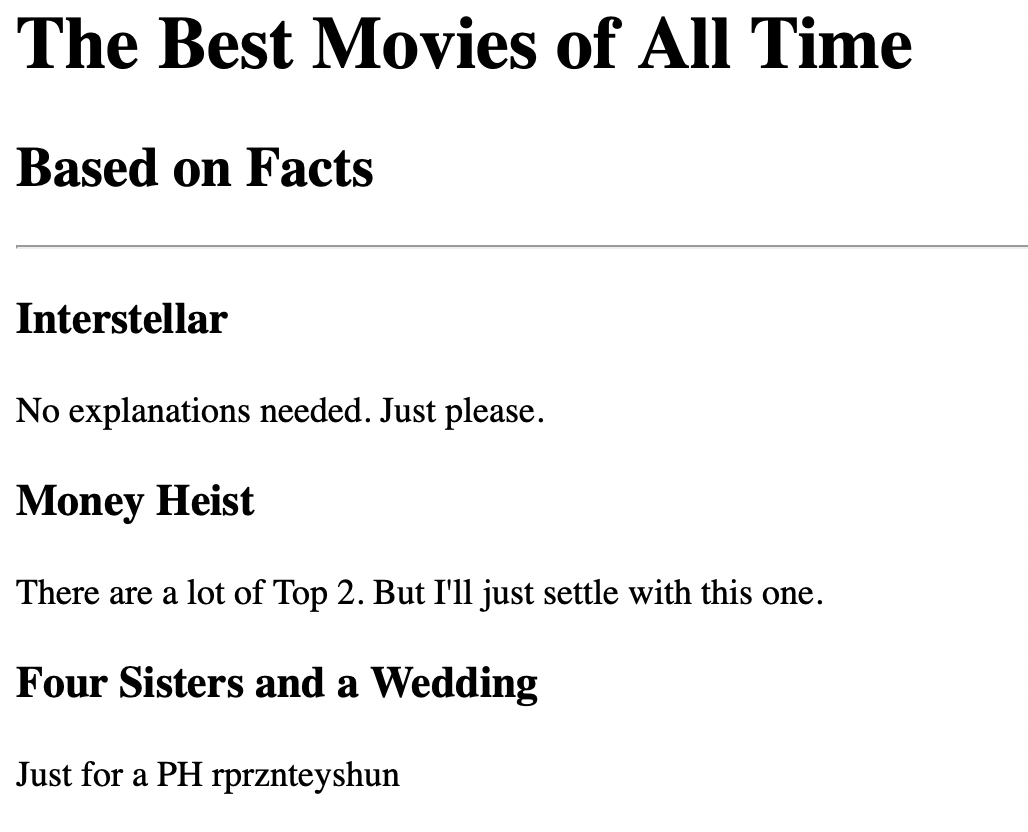 The Best Movies of All Time
Based on Facts
Interstellar
No explanations needed. Just please.
Money Heist
There are a lot of Top 2. But I'll just settle with this one.
Four Sisters and a Wedding
Just for a PH rprznteyshun